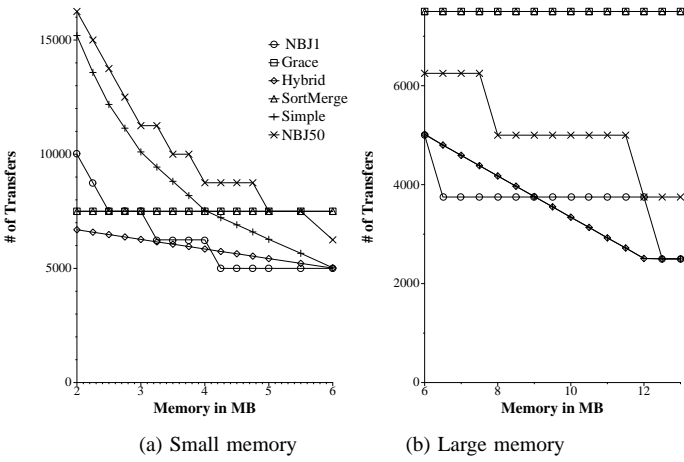 15000
10000
5000
0
# of Transfers
2
3
4
5
6
Memory in MB
NBJ1
Grace
Hybrid
SortMerge
Simple
NBJ50
(a) Small memory
6000
4000
2000
0
# of Transfers
6
8
10
12
Memory in MB
(b) Large memory